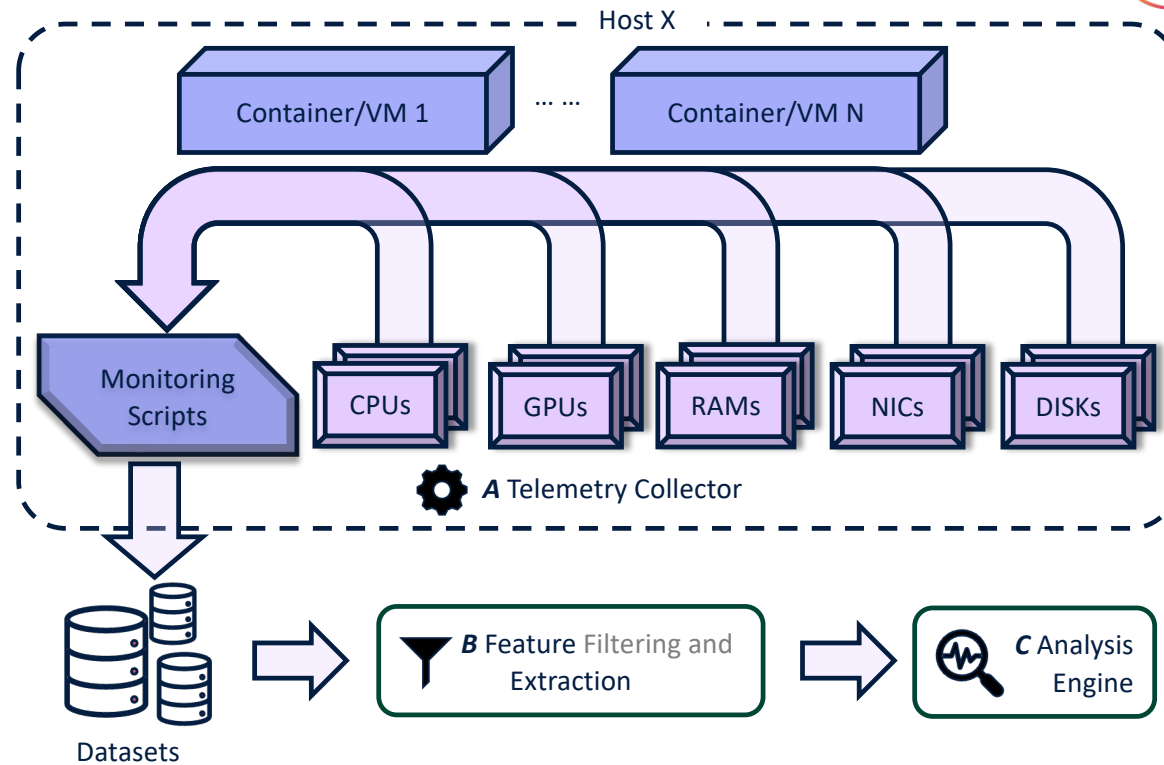 Host X
Container/VM 1
... ...
Container/VM N
Monitoring
Scripts
CPUs
GPUs
RAMs
NICs
DISKs
A Telemetry Collector
B Feature Filtering and
Extraction
C Analysis
Engine
Datasets